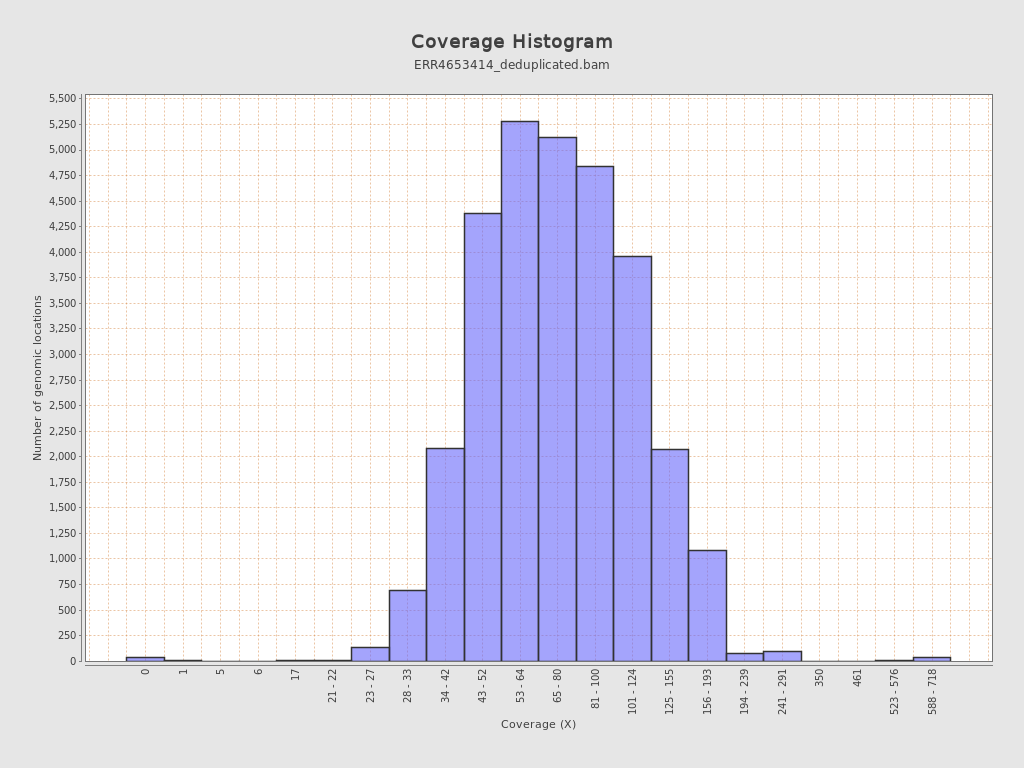 Coverage Histogram
ERR4653414_deduplicated.bam
5,500
5,250
5,000
4,750
4,500
4,250
4,000
3,750
3,500
3,250
3,000
2,750
2,500
2,250
2,000
1,750
1,500
1,250
1,000
750
500
250
0
Number of genomic locations
0
1
5
6
17
21 - 22
23 - 27
28 - 33
34 - 42
43 - 52
53 - 64
65 - 80
81 - 100
101 - 124
125 - 155
156 - 193
194 - 239
241 - 291
350
461
523 - 576
588 - 718
Coverage (X)